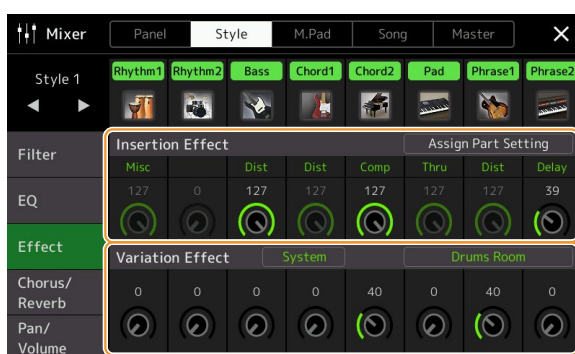 Mixer Panel Style M.Pad Song Master
Style 1
Rhythm1 Rhythm2 Bass Chord1 Chord2 Pad Phrase1 Phrase2
Filter
EQ
Effect
Chorus/
Reverb
Pan/
Volume
Insertion Effect Assign Part Setting
Misc Dist Dist Comp Thru Dist Delay
127 0 127 127 127 127 127 39
Variation Effect System Drums Room
0 0 0 0 40 0 40 0